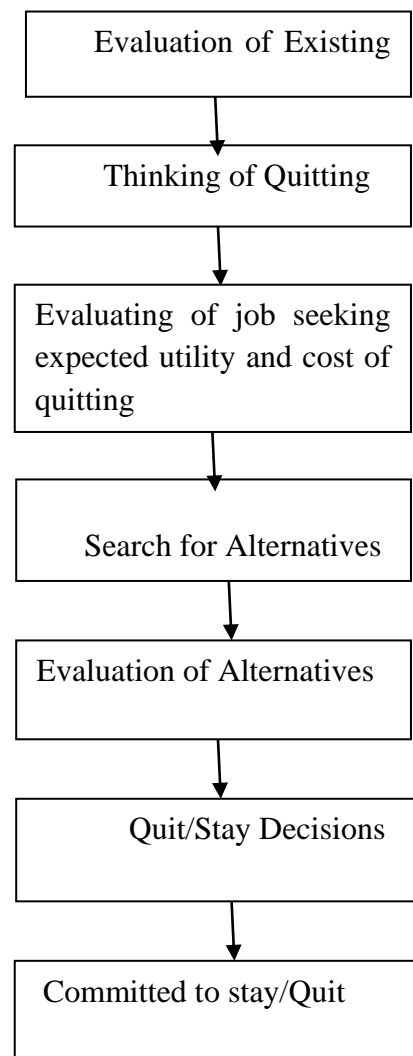 Evaluation of Existing
Thinking of Quitting
Evaluating of job seeking
expected utility and cost of
quitting
Search for Alternatives
Evaluation of Alternatives
Quit/Stay Decisions
Committed to stay/Quit